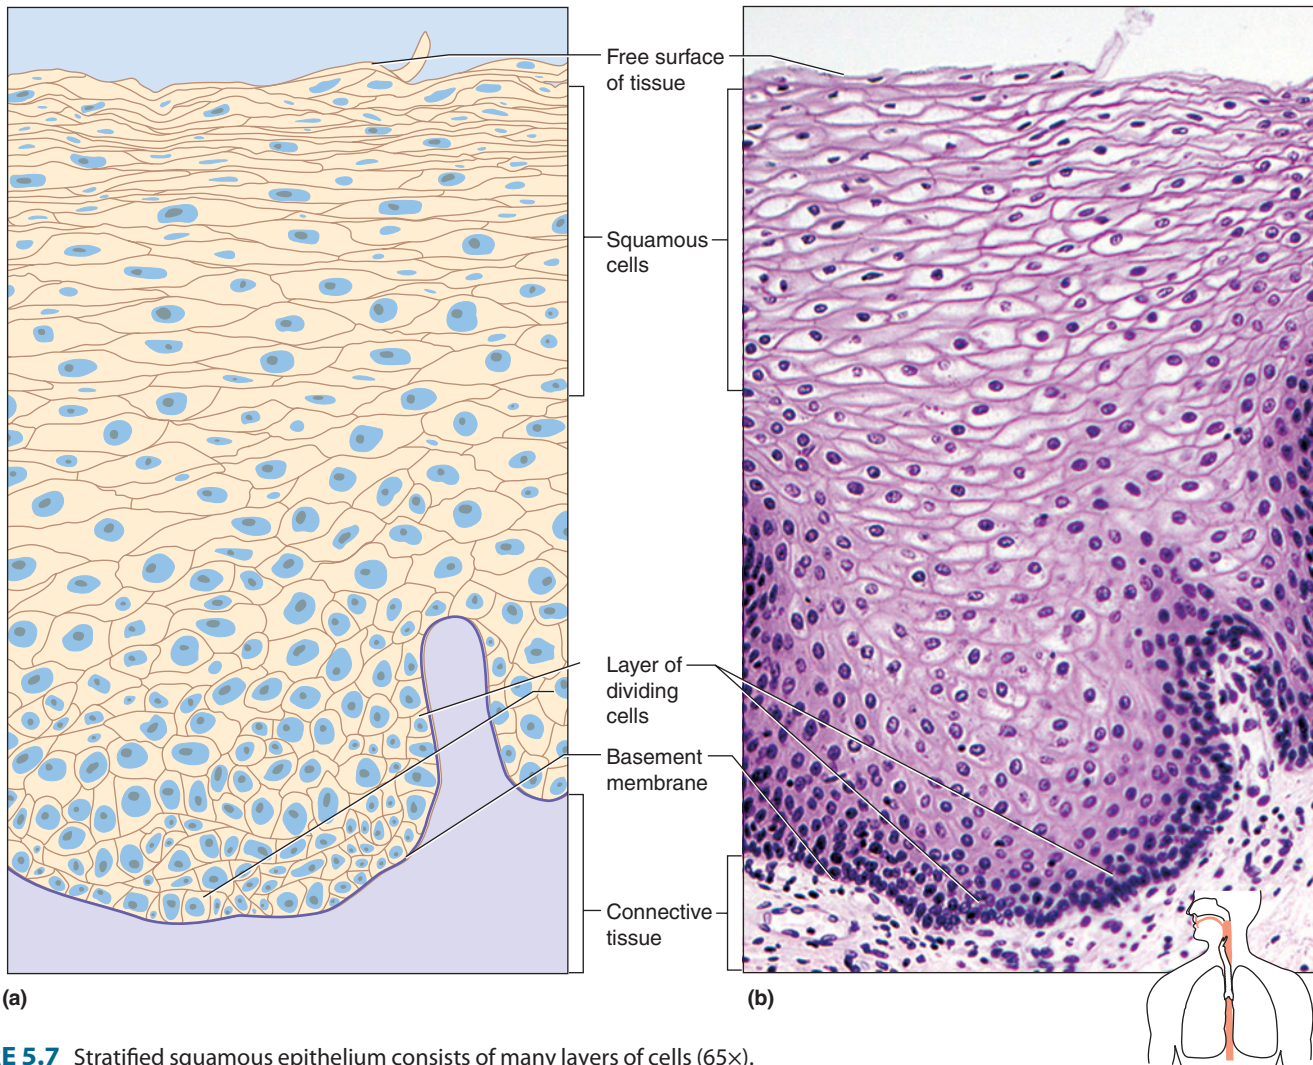 Free surface
of tissue
Squamous
cells
Layer of
dividing
cells
Basement
membrane
Connective
tissue
(a)
(b)
E 5.7 Stratified squamous epithelium consists of many layers of cells (65×).